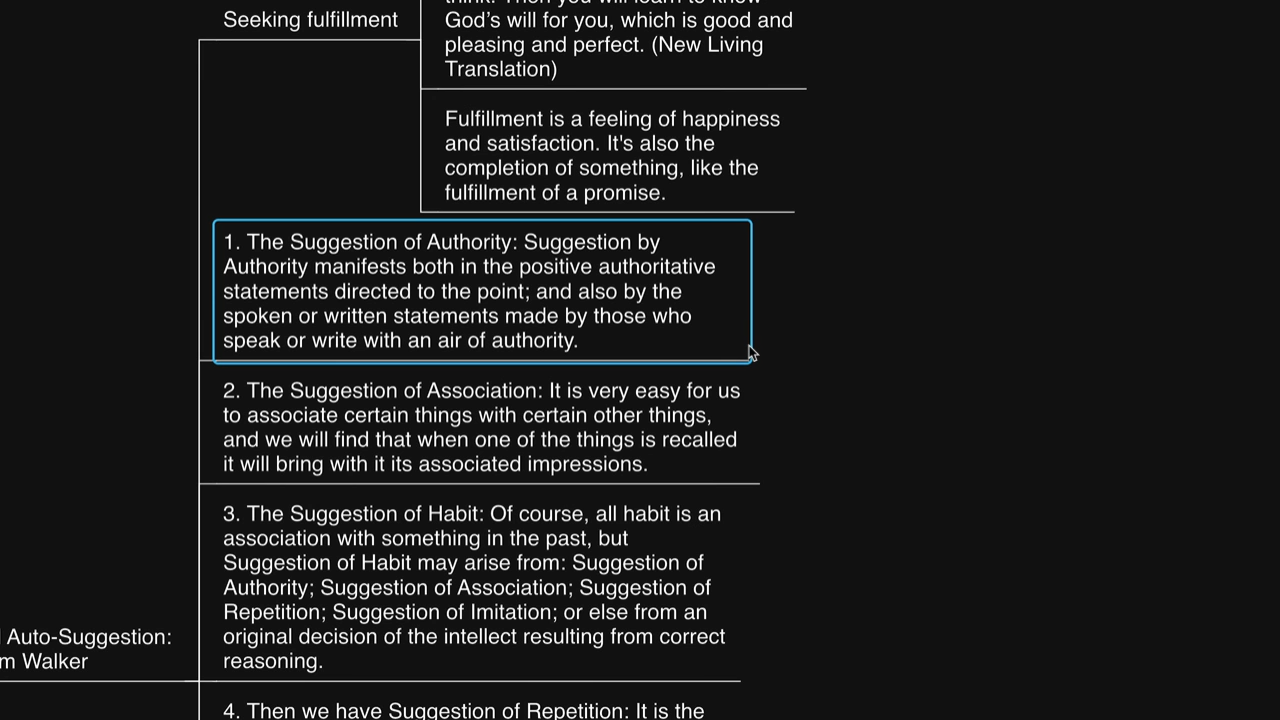 Seeking fulfillment
think. Then you will learn to know
God's will for you, which is good and
pleasing and perfect. (New Living
Translation)
Fulfillment is a feeling of happiness
and satisfaction. It's also the
completion of something, like the
fulfillment of a promise.
1. The Suggestion of Authority: Suggestion by
Authority manifests both in the positive authoritative
statements directed to the point; and also by the
spoken or written statements made by those who
speak or write with an air of authority.
2. The Suggestion of Association: It is very easy for us
to associate certain things with certain other things,
and we will find that when one of the things is recalled
it will bring with it its associated impressions.
3. The Suggestion of Habit: Of course, all habit is an
association with something in the past, but
Suggestion of Habit may arise from: Suggestion of
Authority; Suggestion of Association; Suggestion of
Repetition; Suggestion of Imitation; or else from an
original decision of the intellect resulting from correct
reasoning.
Auto-Suggestion:
m Walker
4. Then we have Suggestion of Repetition: It is the